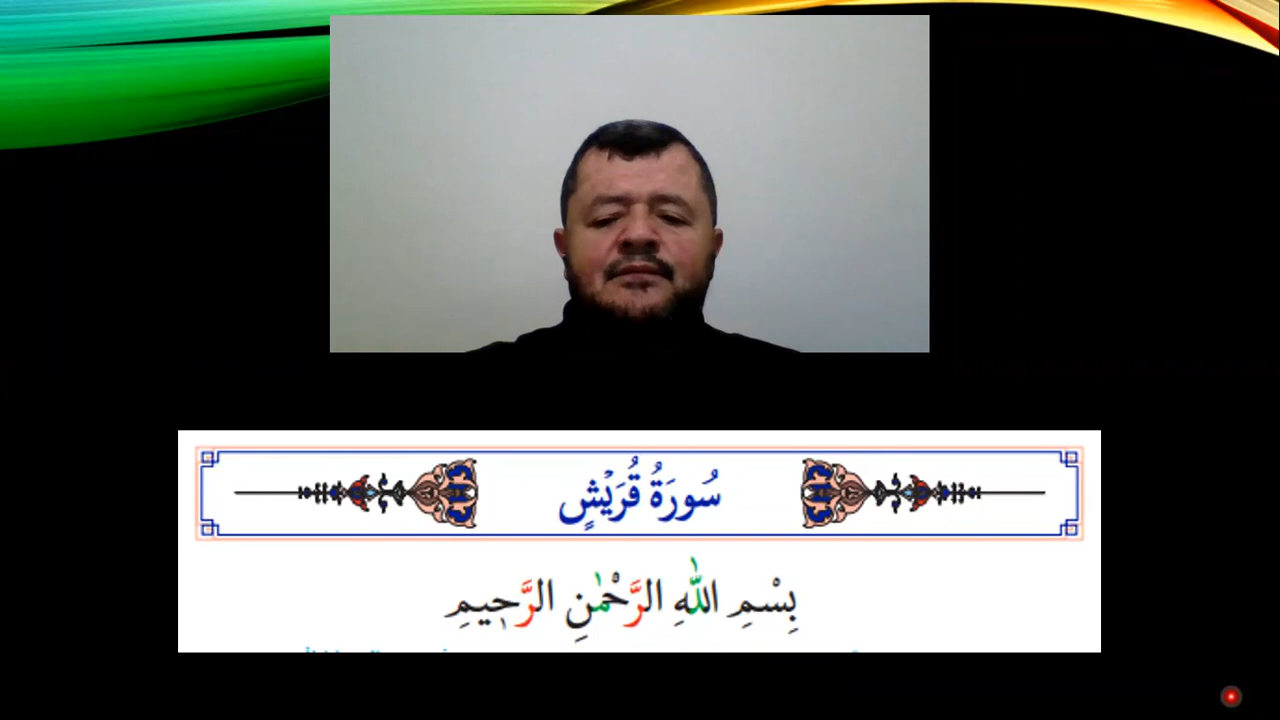 سُورَةُ قُرَيْشٍ
بِسْمِ اللّٰهِ الرَّحْمٰنِ الرَّحٖيمِ